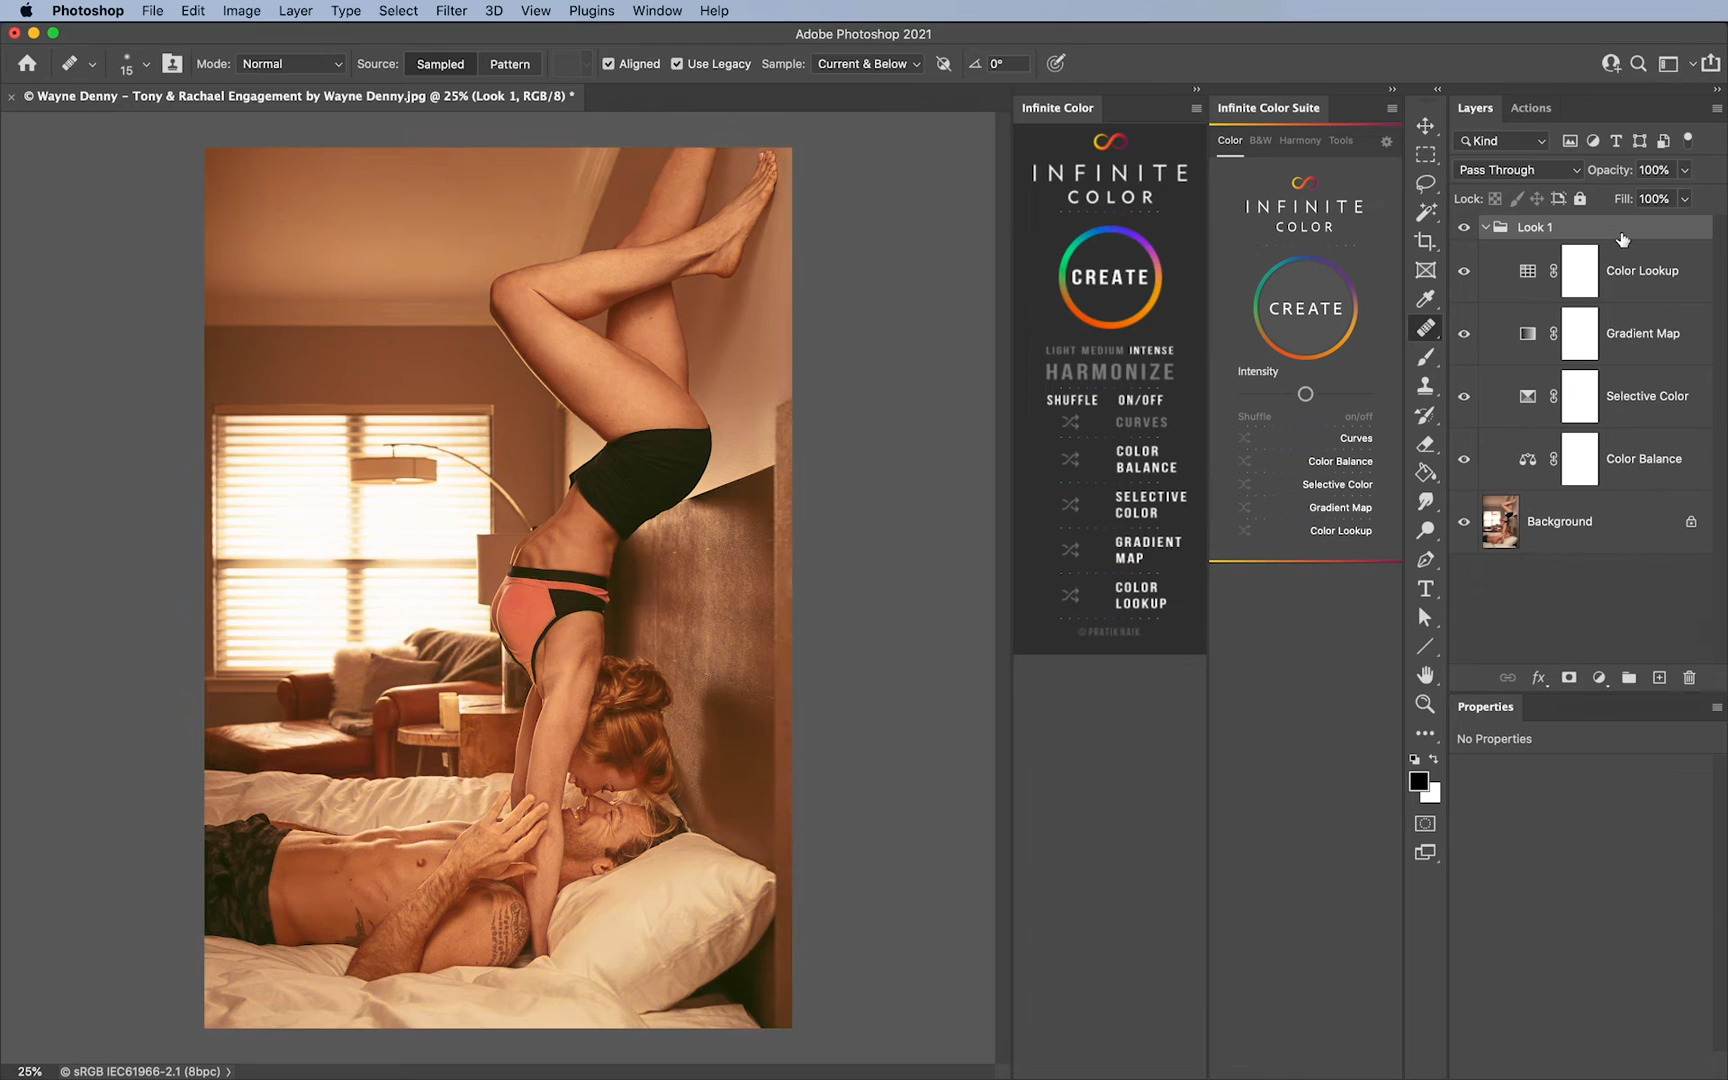 Photoshop File Edit Image Layer Type Select Filter 3D View Plugins Window Help
Adobe Photoshop 2021
15 Mode: Normal Source: Sampled Pattern Aligned Use Legacy Sample: Current & Below 0°
© Wayne Denny - Tony & Rachael Engagement by Wayne Denny.jpg @ 25% (Look 1, RGB/8) *
Infinite Color
INFINITE
COLOR
CREATE
LIGHT MEDIUM INTENSE
HARMONIZE
SHUFFLE ON/OFF
CURVES
COLOR
BALANCE
SELECTIVE
COLOR
GRADIENT
MAP
COLOR
LOOKUP
© PRATIK NAIK
Infinite Color Suite
Color B&W Harmony Tools
INFINITE
COLOR
CREATE
Intensity
Shuffle on/off
Curves
Color Balance
Selective Color
Gradient Map
Color Lookup
Layers Actions
Kind
Pass Through Opacity: 100%
Lock: Fill: 100%
Look 1
Color Lookup
Gradient Map
Selective Color
Color Balance
Background
Properties
No Properties
25% © sRGB IEC61966-2.1 (8bpc)